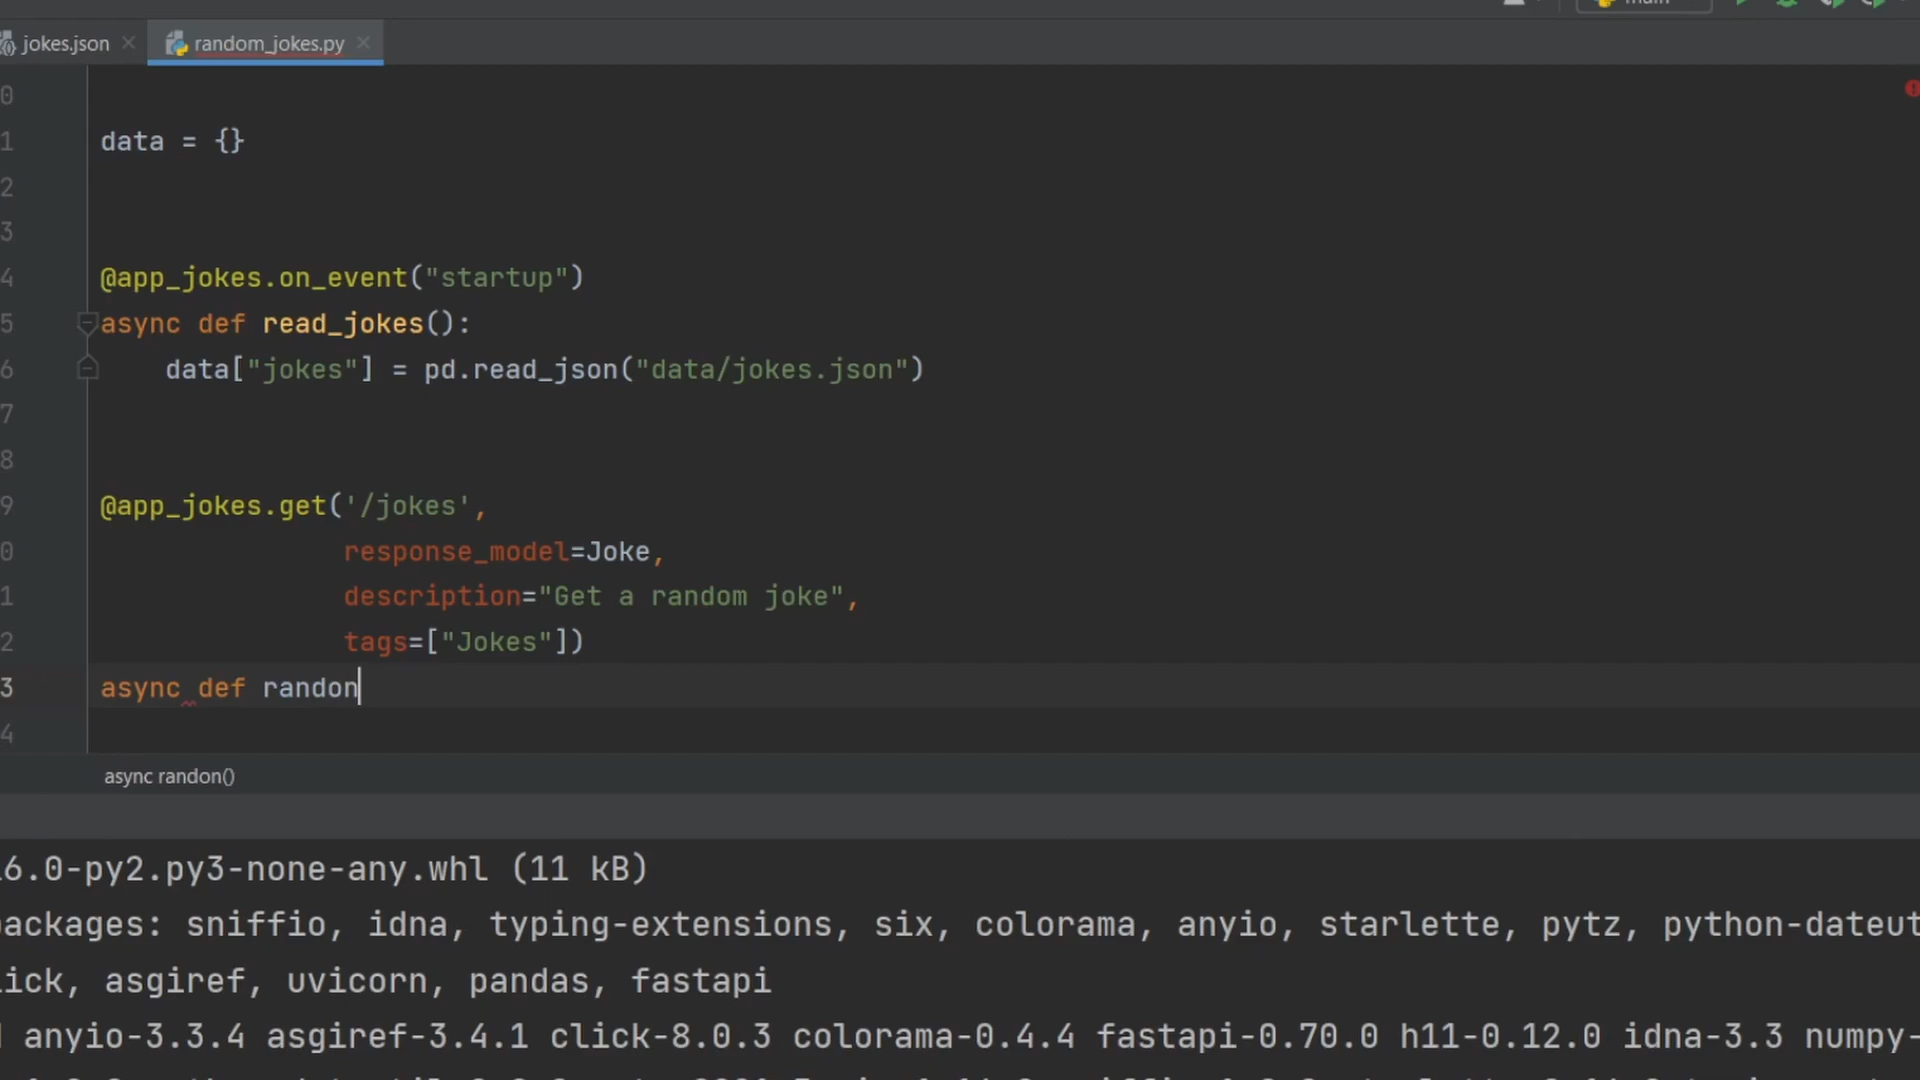 main
jokes.json
random_jokes.py
0
1 data = {}
2
3
4 @app_jokes.on_event("startup")
5 async def read_jokes():
6 data["jokes"] = pd.read_json("data/jokes.json")
7
8
9 @app_jokes.get('/jokes',
0 response_model=Joke,
1 description="Get a random joke",
2 tags=["Jokes"])
3 async def randon
4
async randon()
6.0-py2.py3-none-any.whl (11 kB)
packages: sniffio, idna, typing-extensions, six, colorama, anyio, starlette, pytz, python-dateut
lick, asgiref, uvicorn, pandas, fastapi
anyio-3.3.4 asgiref-3.4.1 click-8.0.3 colorama-0.4.4 fastapi-0.70.0 h11-0.12.0 idna-3.3 numpy-